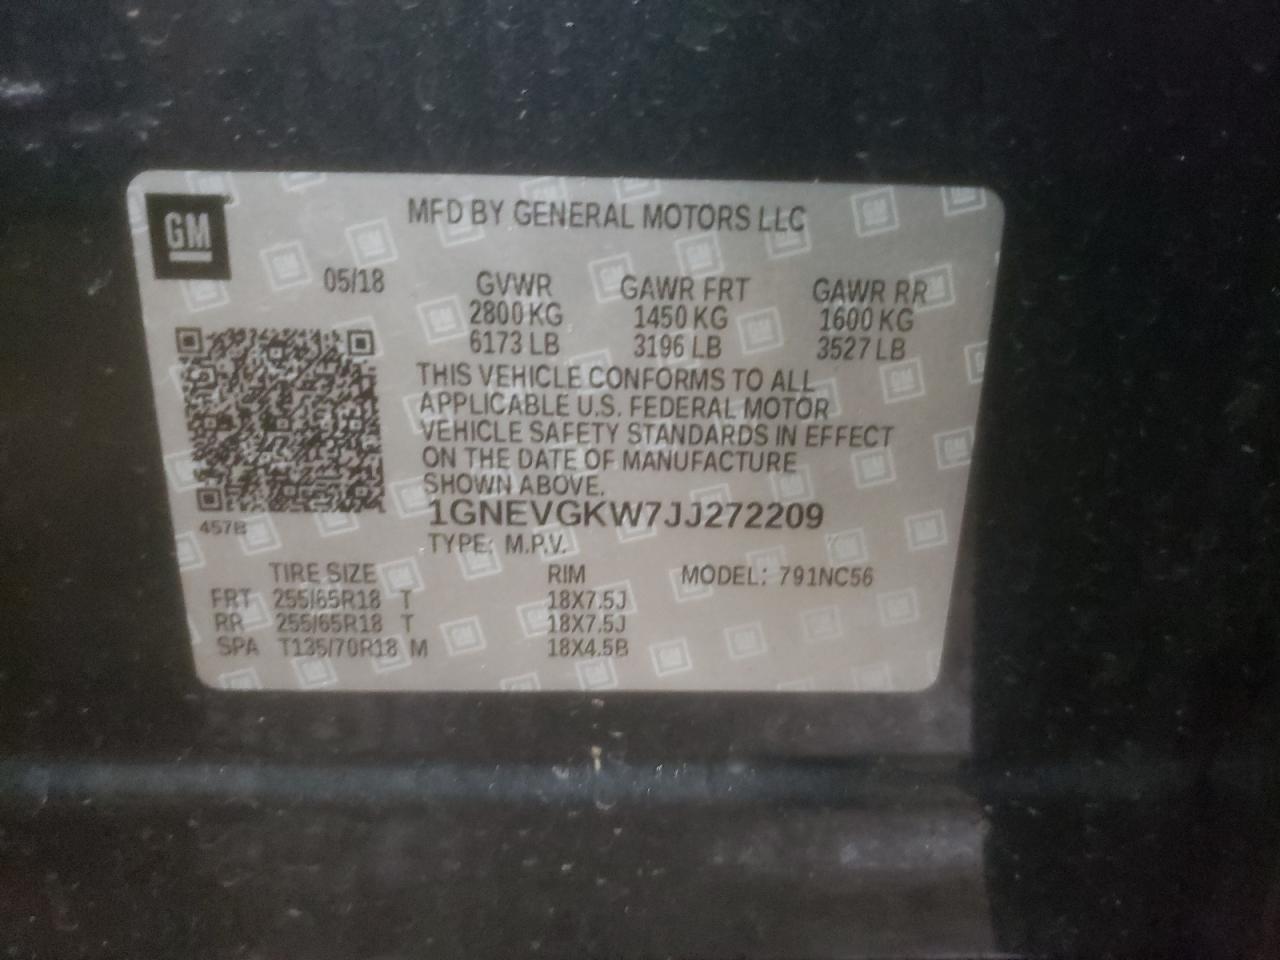 GM
MFD BY GENERAL MOTORS LLC
05/18 GVWR GAWR FRT GAWR RR
2800 KG 1450 KG 1600 KG
6173 LB 3196 LB 3527 LB
THIS VEHICLE CONFORMS TO ALL
APPLICABLE U.S. FEDERAL MOTOR
VEHICLE SAFETY STANDARDS IN EFFECT
ON THE DATE OF MANUFACTURE
SHOWN ABOVE.
457B
1GNEVGKW7JJ272209
TYPE: M.P.V.
TIRE SIZE RIM MODEL: 791NC56
FRT 255/65R18 T 18X7.5J
RR 255/65R18 T 18X7.5J
SPA T135/70R18 M 18X4.5B